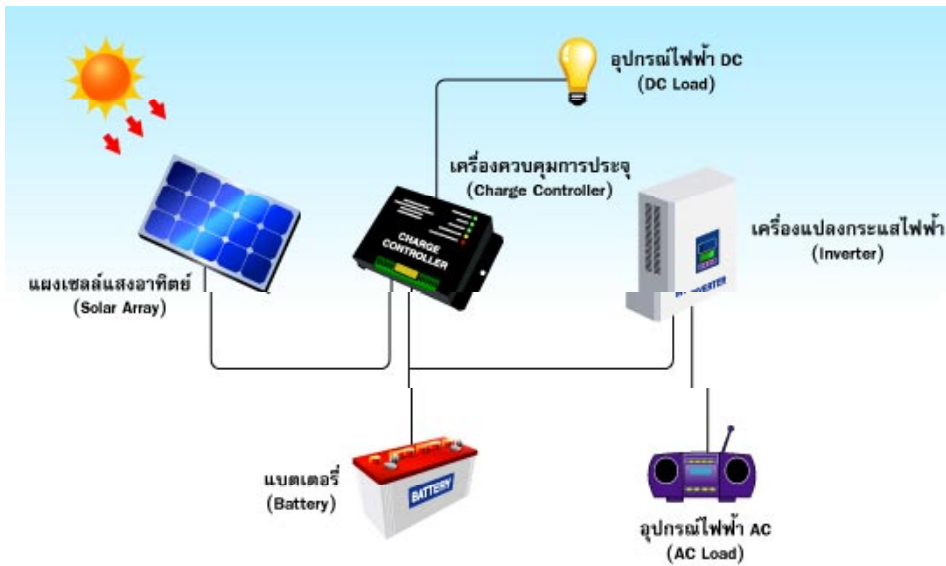 อุปกรณ์ไฟฟ้า DC
(DC Load)
เครื่องควบคุมการประจุ
(Charge Controller)
CHARGE
CONTROLLER
เครื่องแปลงกระแสไฟฟ้า
(Inverter)
INVERTER
แผงเซลล์แสงอาทิตย์
(Solar Array)
แบตเตอรี่
(Battery)
BATTERY
อุปกรณ์ไฟฟ้า AC
(AC Load)